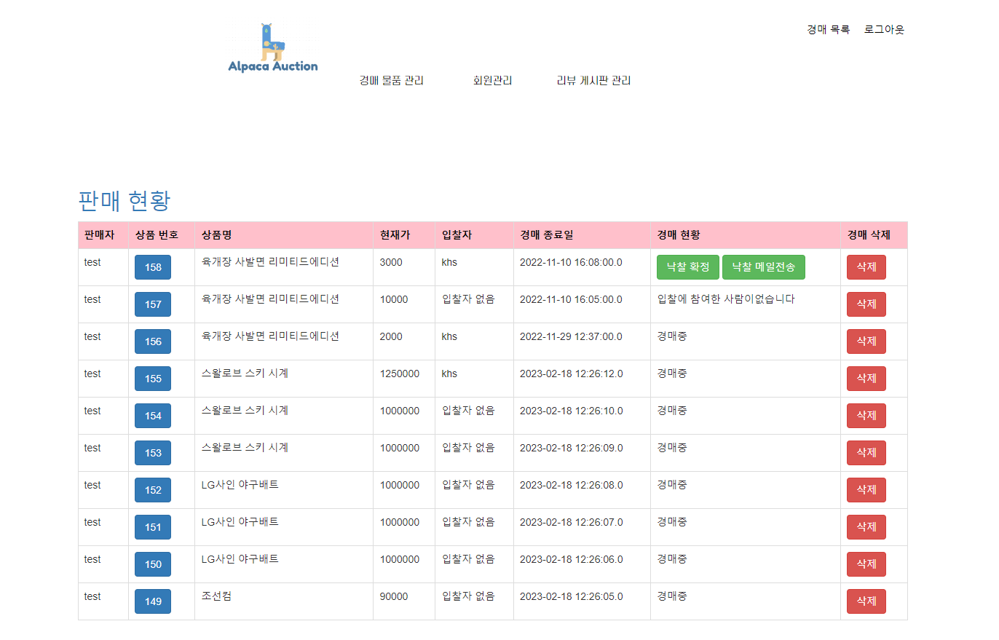 경매 목록 로그아웃
Alpaca Auction
경매 물품 관리 회원관리 리뷰 게시판 관리
판매 현황
판매자 상품 번호 상품명 현재가 입찰자 경매 종료일 경매 현황 경매 삭제
test 158 육개장 사발면 리미티드에디션 3000 khs 2022-11-10 16:08:00.0 낙찰 확정 낙찰 메일전송 삭제
test 157 육개장 사발면 리미티드에디션 10000 입찰자 없음 2022-11-10 16:05:00.0 입찰에 참여한 사람이없습니다 삭제
test 156 육개장 사발면 리미티드에디션 2000 khs 2022-11-29 12:37:00.0 경매중 삭제
test 155 스왈로브 스키 시계 1250000 khs 2023-02-18 12:26:12.0 경매중 삭제
test 154 스왈로브 스키 시계 1000000 입찰자 없음 2023-02-18 12:26:10.0 경매중 삭제
test 153 스왈로브 스키 시계 1000000 입찰자 없음 2023-02-18 12:26:09.0 경매중 삭제
test 152 LG사인 야구배트 1000000 입찰자 없음 2023-02-18 12:26:08.0 경매중 삭제
test 151 LG사인 야구배트 1000000 입찰자 없음 2023-02-18 12:26:07.0 경매중 삭제
test 150 LG사인 야구배트 1000000 입찰자 없음 2023-02-18 12:26:06.0 경매중 삭제
test 149 조선컴 90000 입찰자 없음 2023-02-18 12:26:05.0 경매중 삭제